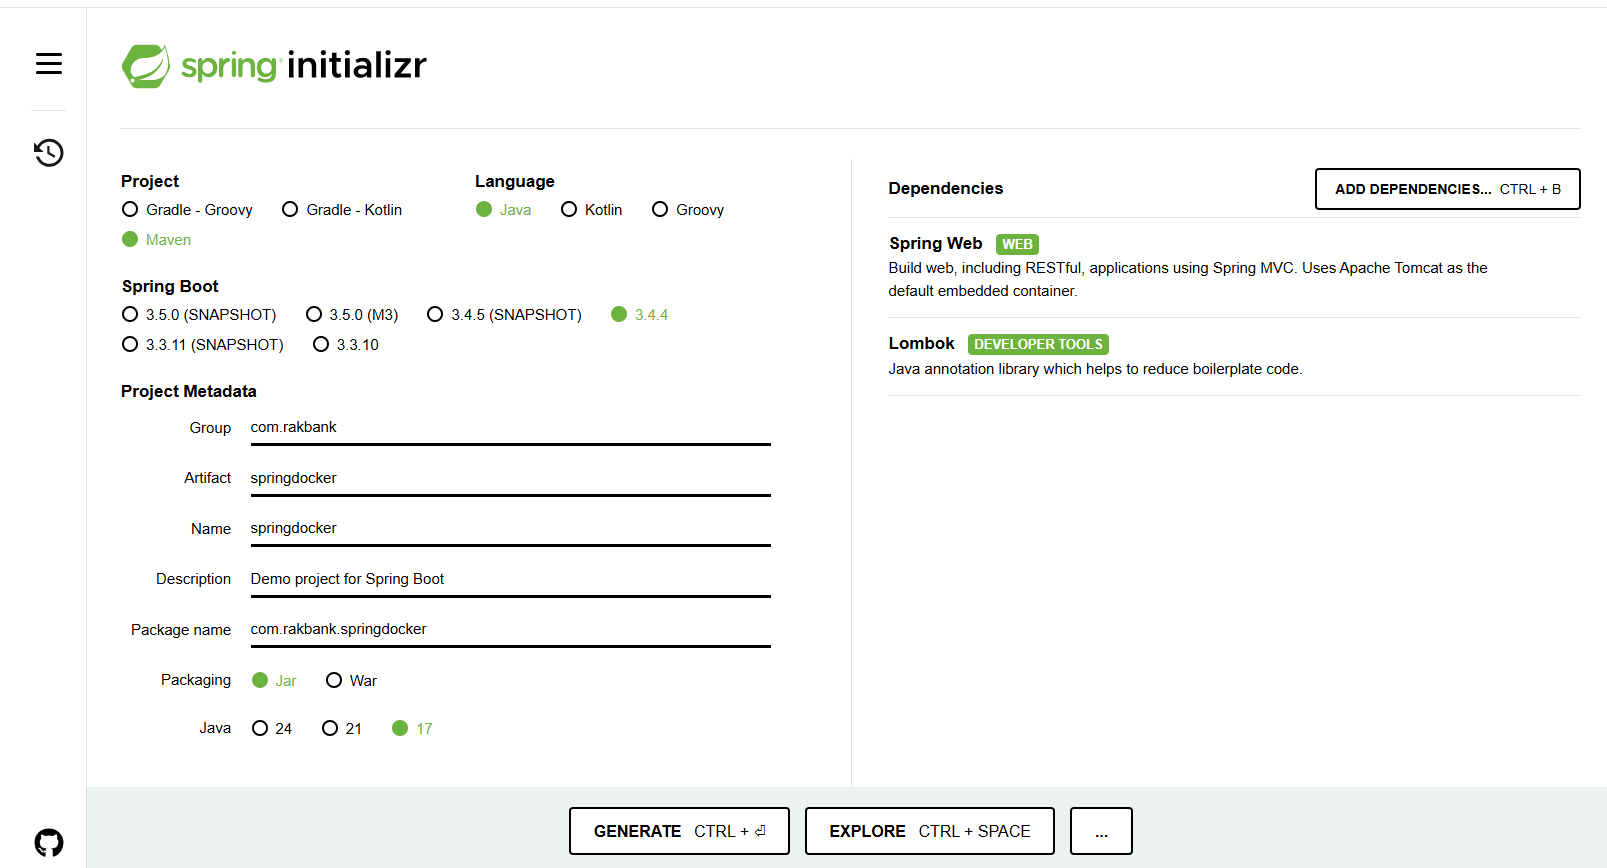 spring initializr
Project
Gradle - Groovy Gradle - Kotlin
Maven
Language
Java Kotlin Groovy
Spring Boot
3.5.0 (SNAPSHOT) 3.5.0 (M3) 3.4.5 (SNAPSHOT) 3.4.4
3.3.11 (SNAPSHOT) 3.3.10
Project Metadata
Group com.rakbank
Artifact springdocker
Name springdocker
Description Demo project for Spring Boot
Package name com.rakbank.springdocker
Packaging Jar War
Java 24 21 17
Dependencies ADD DEPENDENCIES... CTRL + B
Spring Web WEB
Build web, including RESTful, applications using Spring MVC. Uses Apache Tomcat as the
default embedded container.
Lombok DEVELOPER TOOLS
Java annotation library which helps to reduce boilerplate code.
GENERATE CTRL + ⏎ EXPLORE CTRL + SPACE ...